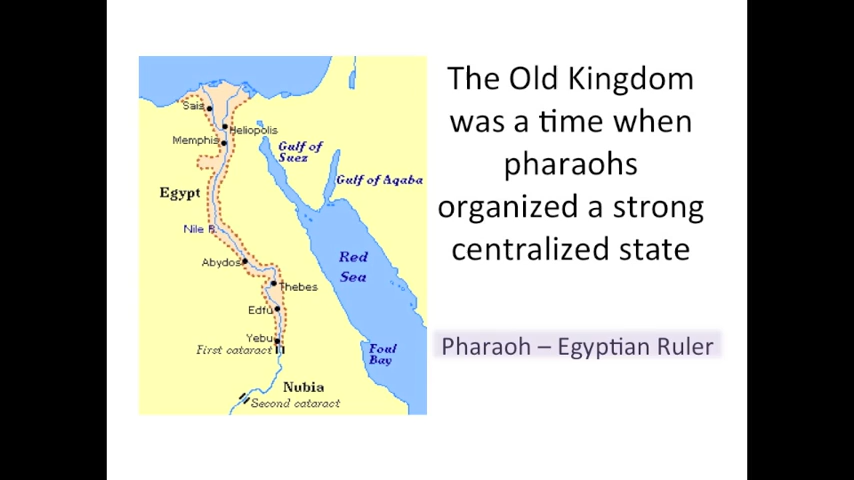 The Old Kingdom
was a time when
pharaohs
organized a strong
centralized state
Pharaoh – Egyptian Ruler
Sais
Heliopolis
Memphis
Gulf of
Suez
Gulf of Aqaba
Egypt
Nile R.
Red
Sea
Abydos
Thebes
Edfu
Yebu
First cataract
Foul
Bay
Nubia
Second cataract